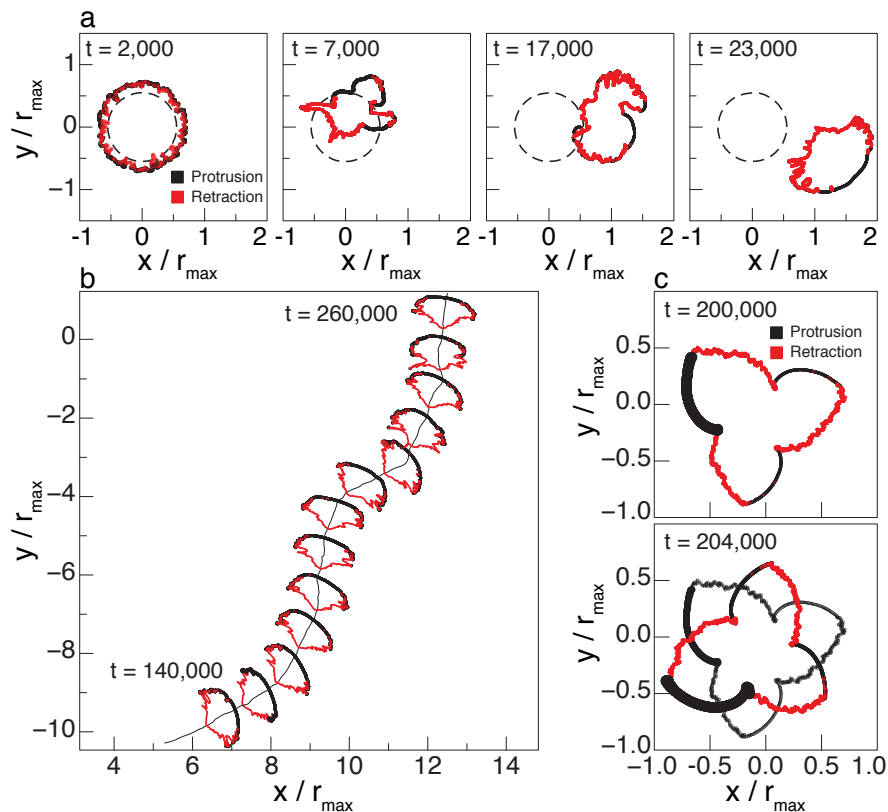 a
t = 2,000
t = 7,000
t = 17,000
t = 23,000
y / r_max
1
0
-1
Protrusion
Retraction
-1 0 1 2
-1 0 1 2
-1 0 1 2
-1 0 1 2
x / r_max
x / r_max
x / r_max
x / r_max
b
t = 260,000
t = 140,000
y / r_max
0
-2
-4
-6
-8
-10
4 6 8 10 12 14
x / r_max
c
t = 200,000
Protrusion
Retraction
y / r_max
0.5
0.0
-0.5
-1.0
t = 204,000
y / r_max
0.5
0.0
-0.5
-1.0
-1.0 -0.5 0.0 0.5 1.0
x / r_max